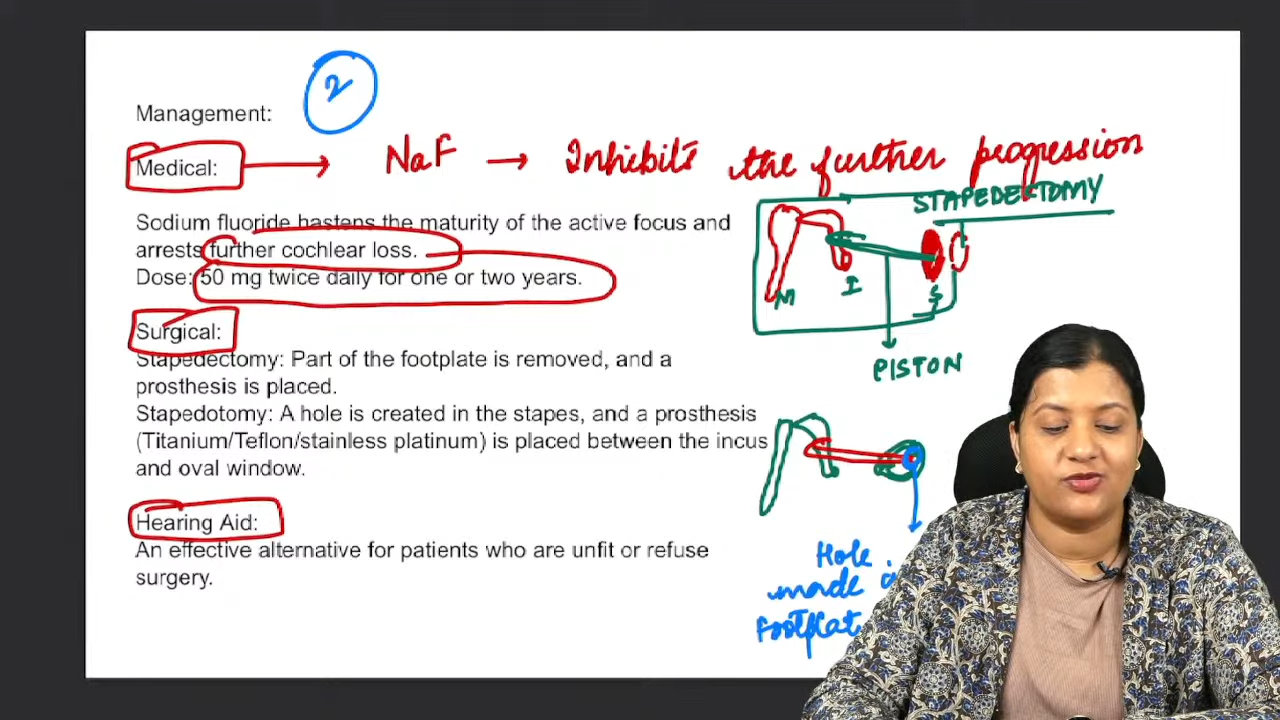 2
Management:
Medical: → NaF → Inhibits the further progression
Sodium fluoride hastens the maturity of the active focus and
arrests further cochlear loss.
Dose: 50 mg twice daily for one or two years.
Surgical:
Stapedectomy: Part of the footplate is removed, and a
prosthesis is placed.
Stapedotomy: A hole is created in the stapes, and a prosthesis
(Titanium/Teflon/stainless platinum) is placed between the incus
and oval window.
Hearing Aid:
An effective alternative for patients who are unfit or refuse
surgery.
STAPEDECTOMY
M I S
PISTON
Hole
made